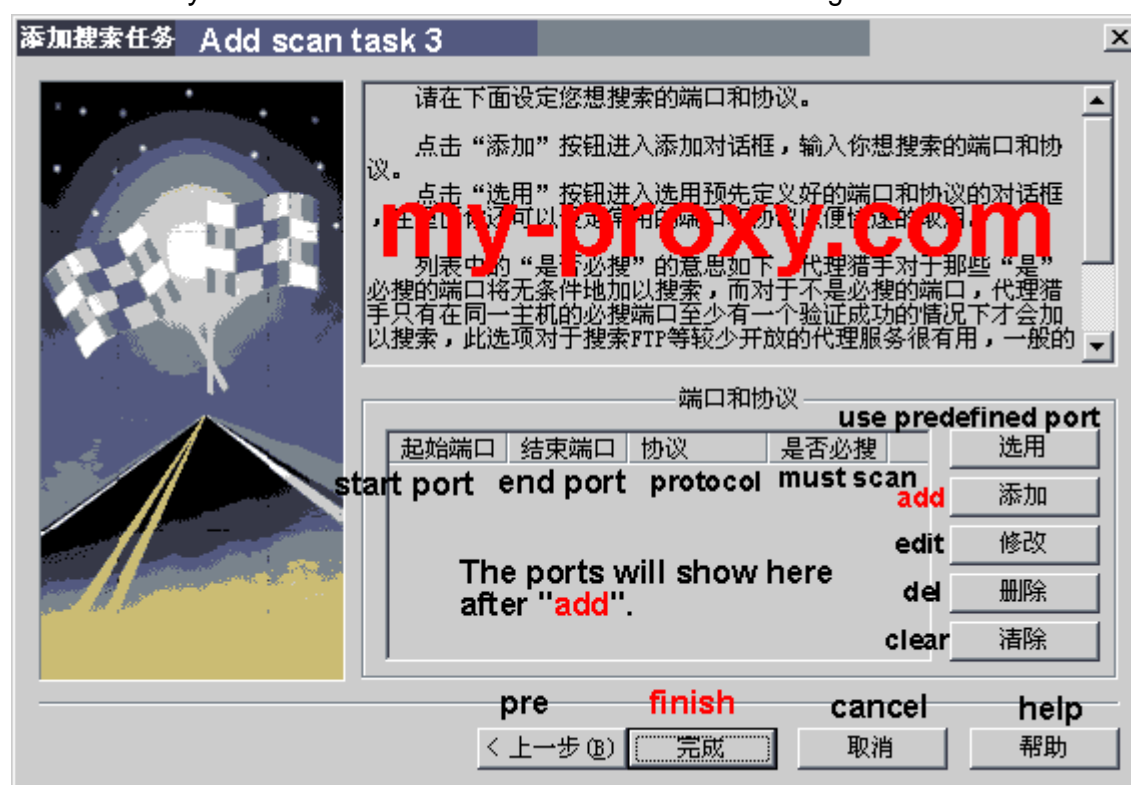 添加搜索任务 Add scan task 3
请在下面设定您想搜索的端口和协议。
点击“添加”按钮进入添加对话框，输入你想搜索的端口和协
议。
点击“选用”按钮进入选用预先定义好的端口和协议的对话框
my-proxy.com
列表中的“是否必搜”的意思如下，代理猎手对于那些“是”
必搜的端口将无条件地加以搜索，而对于不是必搜的端口，代理猎
手只有在同一主机的必搜端口至少有一个验证成功的情况下才会加
以搜索，此选项对于搜索FTP等较少开放的代理服务很有用，一般的
端口和协议
use predefined port
起始端口 结束端口 协议 是否必搜 选用
start port end port protocol must scan
add 添加
edit 修改
The ports will show here
after "add".
del 删除
clear 清除
pre finish cancel help
< 上一步(B) 完成 取消 帮助